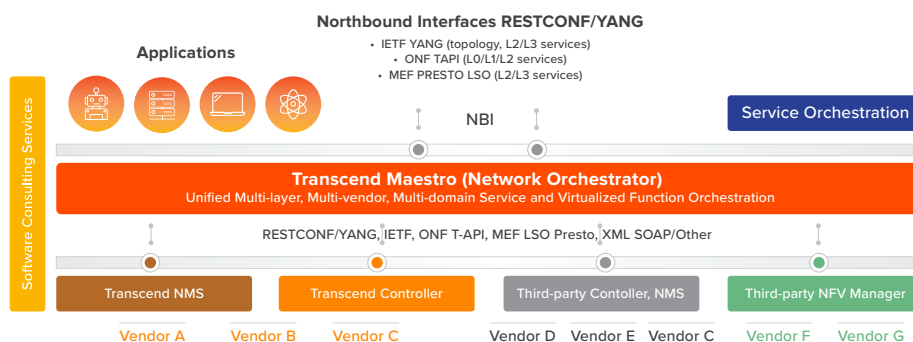 Northbound Interfaces RESTCONF/YANG
• IETF YANG (topology, L2/L3 services)
• ONF TAPI (L0/L1/L2 services)
• MEF PRESTO LSO (L2/L3 services)
Applications
Software Consulting Services
NBI
Service Orchestration
Transcend Maestro (Network Orchestrator)
Unified Multi-layer, Multi-vendor, Multi-domain Service and Virtualized Function Orchestration
RESTCONF/YANG, IETF, ONF T-API, MEF LSO Presto, XML SOAP/Other
Transcend NMS
Transcend Controller
Third-party Contoller, NMS
Third-party NFV Manager
Vendor A
Vendor B
Vendor C
Vendor D
Vendor E
Vendor C
Vendor F
Vendor G